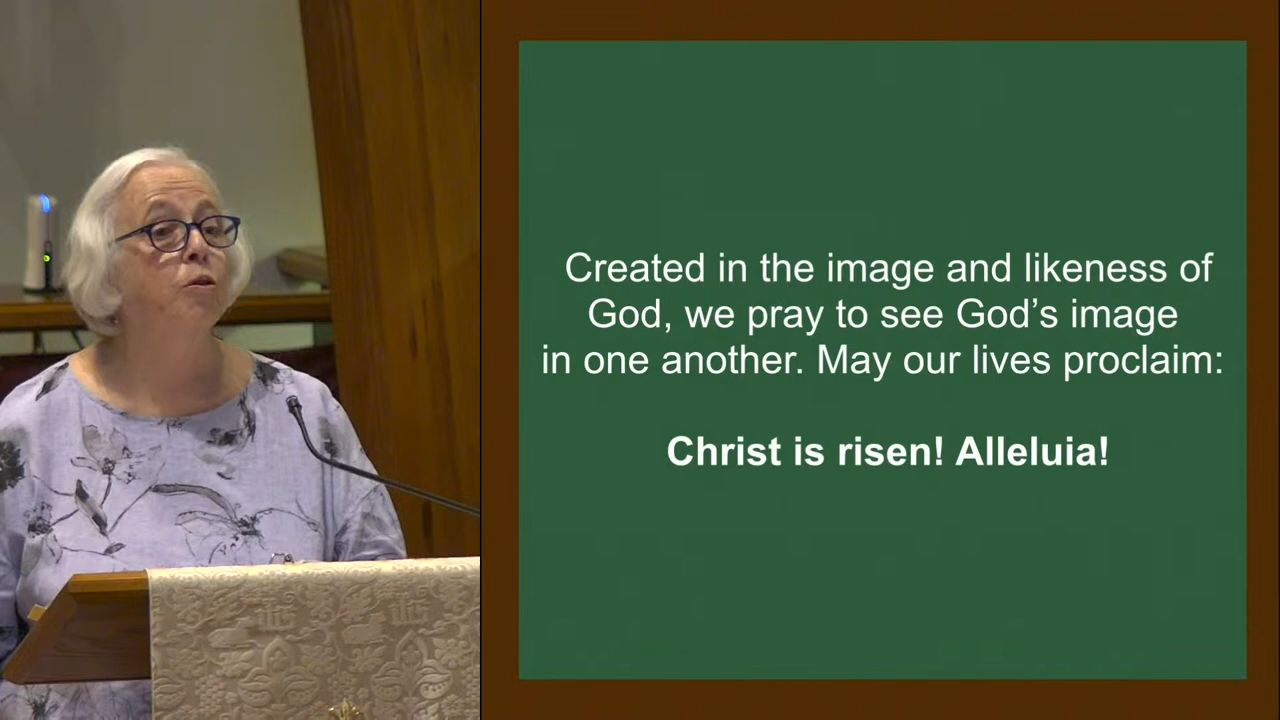 Created in the image and likeness of
God, we pray to see God’s image
in one another. May our lives proclaim:
Christ is risen! Alleluia!